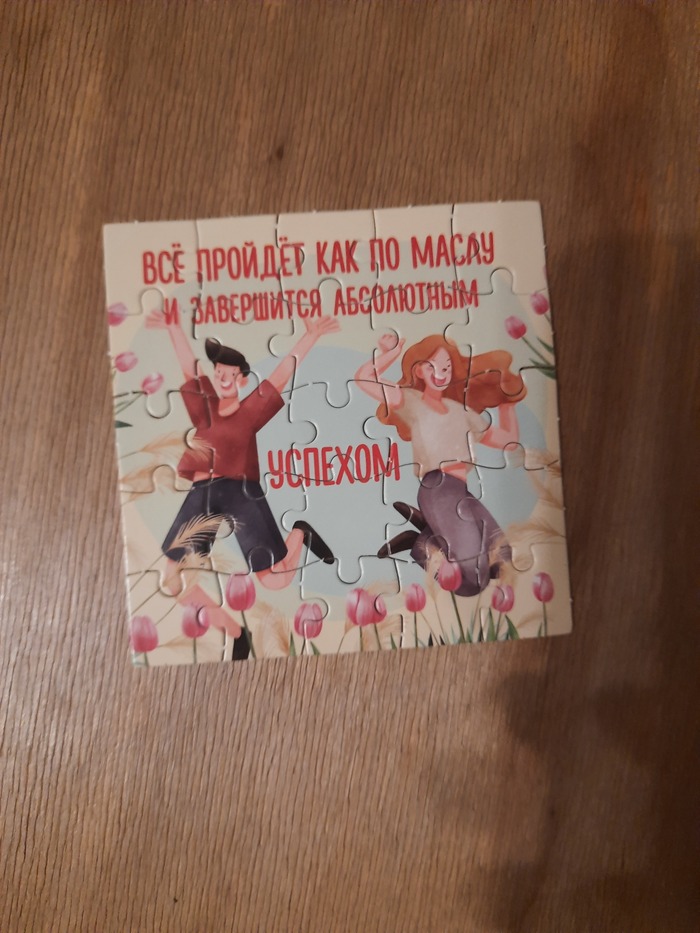 ВСЁ ПРОЙДЁТ КАК ПО МАСЛУ
И ЗАВЕРШИТСЯ АБСОЛЮТНЫМ
УСПЕХОМ